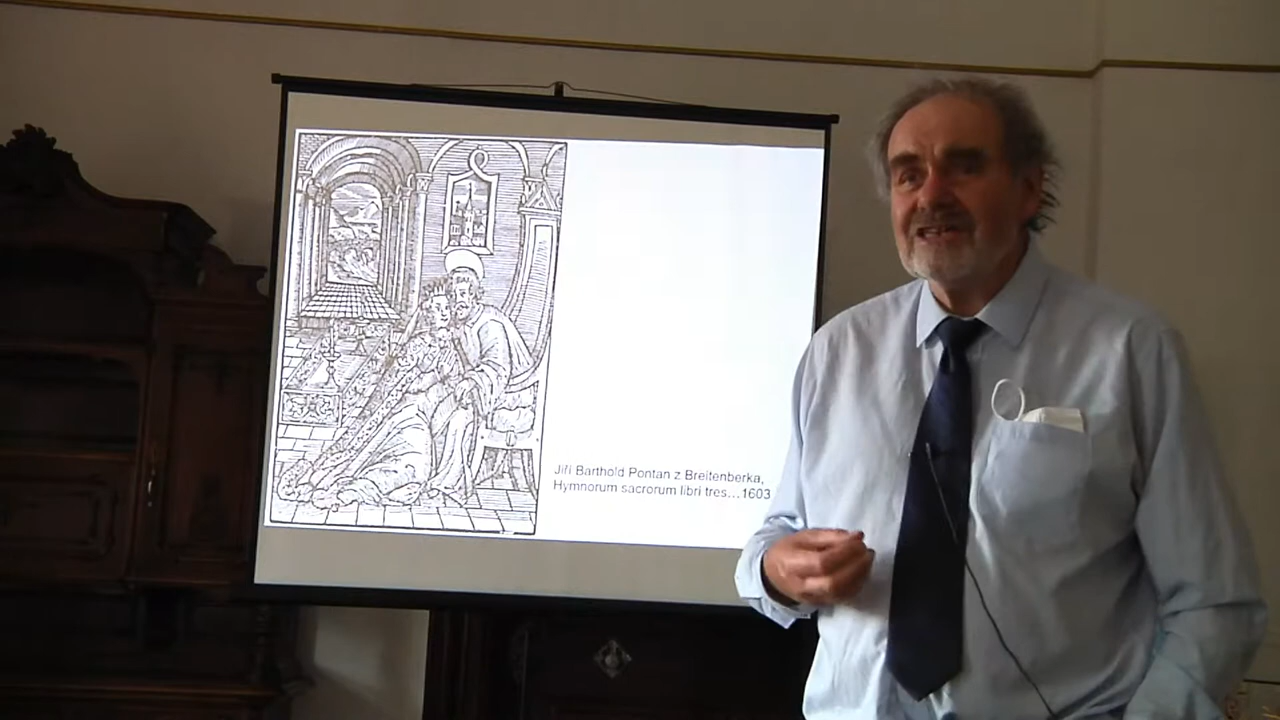 Jiří Barthold Pontan z Breitenberka,
Hymnorum sacrorum libri tres...1603